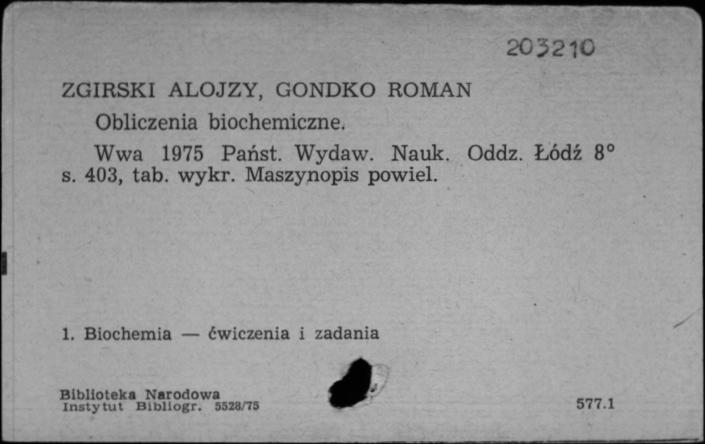 203210
ZGIRSKI ALOJZY, GONDKO ROMAN
Obliczenia biochemiczne.
Wwa 1975 Państ. Wydaw. Nauk. Oddz. Łódź 8°
s. 403, tab. wykr. Maszynopis powiel.
1. Biochemia — ćwiczenia i zadania
Biblioteka Narodowa
Instytut Bibliogr. 5528/75
577.1